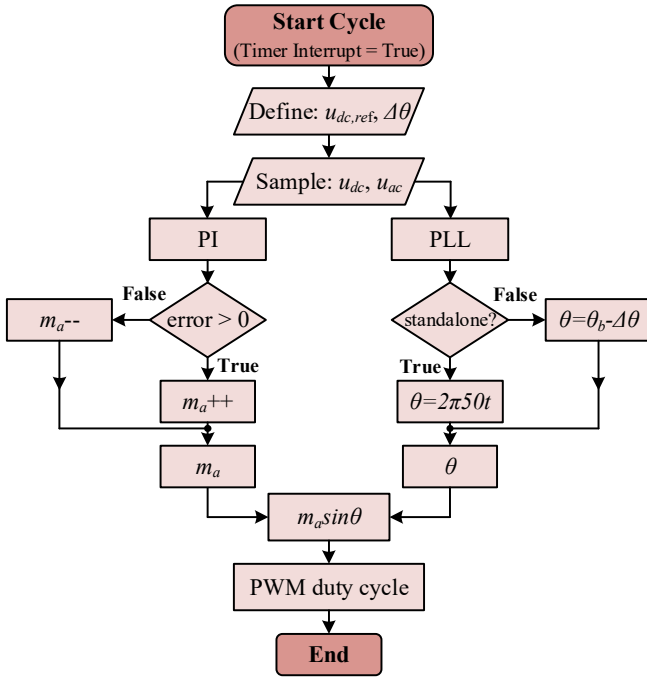 Start Cycle
(Timer Interrupt = True)
Define: u_dc,ref, Δθ
Sample: u_dc, u_ac
PI
PLL
False
False
m_a--
error > 0
standalone?
θ=θ_b-Δθ
True
True
m_a++
θ=2π50t
m_a
θ
m_a sinθ
PWM duty cycle
End